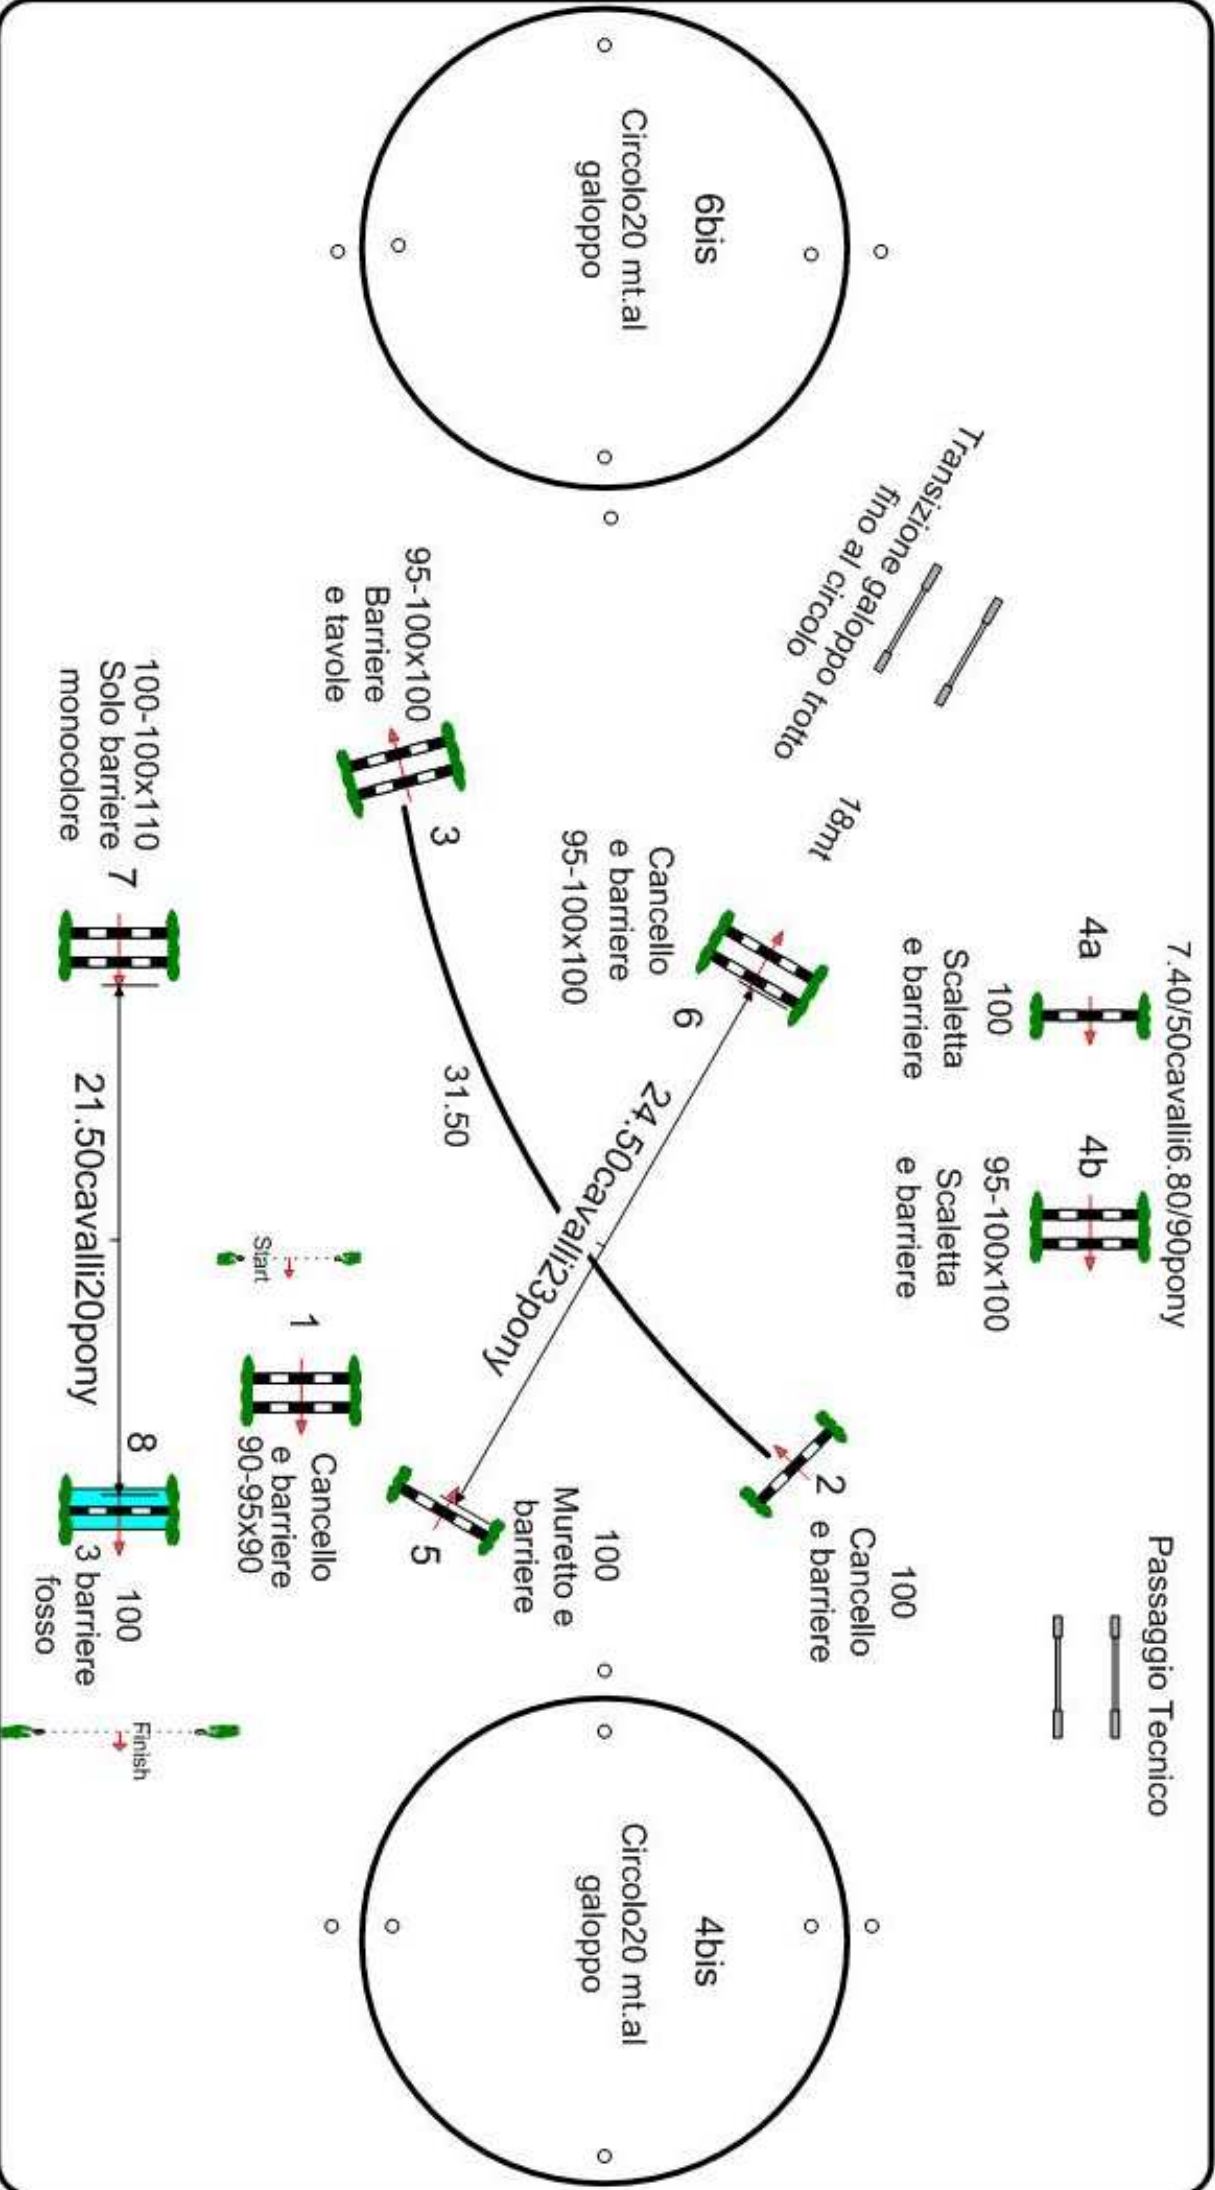 7.40/50cavalli6.80/90pony
4a
100
Scaletta
e barriere
4b
95-100x100
Scaletta
e barriere
Passaggio Tecnico
6bis
Circolo20 mt.al
galoppo
Transizione galoppo trotto
fino al circolo
18mt
Cancello
e barriere
95-100x100
6
24.50cavalli23pony
2
100
Cancello
e barriere
4bis
Circolo20 mt.al
galoppo
95-100x100
Barriere
e tavole
3
31.50
100
Muretto e
barriere
5
Start
1
Cancello
e barriere
90-95x90
100-100x110
Solo barriere
monocolore
7
21.50cavalli20pony
8
100
3 barriere
fosso
Finish